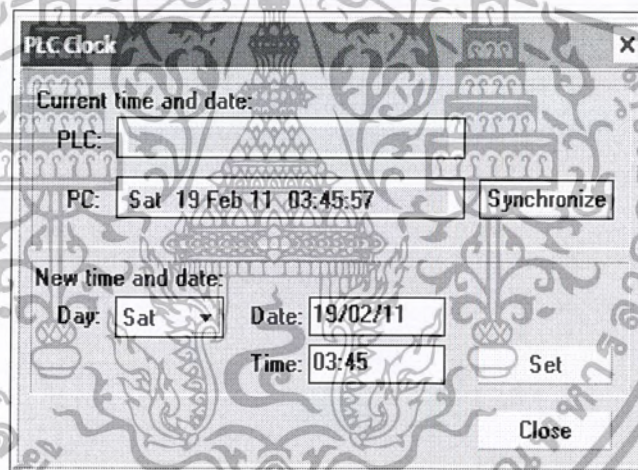 PLC Clock
Current time and date:
PLC:
PC: Sat 19 Feb 11 03:45:57 Synchronize
New time and date:
Day: Sat Date: 19/02/11
Time: 03:45 Set
Close